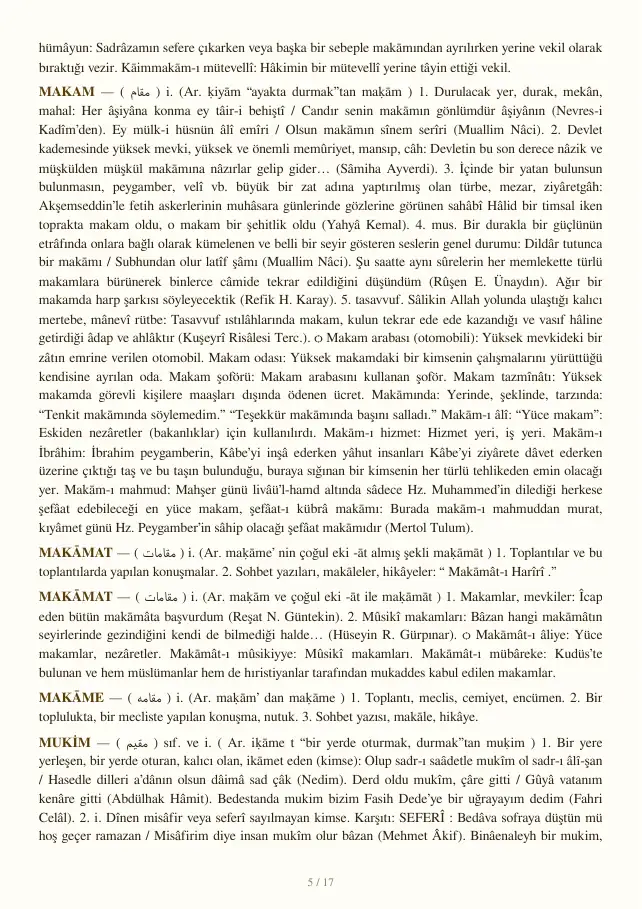 hümâyun: Sadrâzamın sefere çıkarken veya başka bir sebeple makāmından ayrılırken yerine vekil olarak
bıraktığı vezir. Kāimmakām-ı mütevellî: Hâkimin bir mütevellî yerine tâyin ettiği vekil.
MAKAM — ( مقام ) i. (Ar. ḳiyām “ayakta durmak”tan maḳām ) 1. Durulacak yer, durak, mekân,
mahal: Her âşiyâna konma ey tâir-i behiştî / Candır senin makāmın gönlümdür âşiyânın (Nevres-i
Kadîm’den). Ey mülk-i hüsnün âlî emîri / Olsun makāmın sînem serîri (Muallim Nâci). 2. Devlet
kademesinde yüksek mevki, yüksek ve önemli memûriyet, mansıp, câh: Devletin bu son derece nâzik ve
müşkülden müşkül makāmına nâzırlar gelip gider… (Sâmiha Ayverdi). 3. İçinde bir yatan bulunsun
bulunmasın, peygamber, velî vb. büyük bir zat adına yaptırılmış olan türbe, mezar, ziyâretgâh:
Akşemseddin’le fetih askerlerinin muhâsara günlerinde gözlerine görünen sahâbî Hâlid bir timsal iken
toprakta makam oldu, o makam bir şehitlik oldu (Yahyâ Kemal). 4. mus. Bir durakla bir güçlünün
etrâfında onlara bağlı olarak kümelenen ve belli bir seyir gösteren seslerin genel durumu: Dildâr tutunca
bir makāmı / Subhundan olur latîf şâmı (Muallim Nâci). Şu saatte aynı sûrelerin her memlekette türlü
makamlara bürünerek binlerce câmide tekrar edildiğini düşündüm (Rûşen E. Ünaydın). Ağır bir
makamda harp şarkısı söyleyecektik (Refik H. Karay). 5. tasavvuf. Sâlikin Allah yolunda ulaştığı kalıcı
mertebe, mânevî rütbe: Tasavvuf ıstılâhlarında makam, kulun tekrar ede ede kazandığı ve vasıf hâline
getirdiği âdap ve ahlâktır (Kuşeyrî Risâlesi Terc.). ѻ Makam arabası (otomobili): Yüksek mevkideki bir
zâtın emrine verilen otomobil. Makam odası: Yüksek makamdaki bir kimsenin çalışmalarını yürüttüğü
kendisine ayrılan oda. Makam şoförü: Makam arabasını kullanan şoför. Makam tazmînâtı: Yüksek
makamda görevli kişilere maaşları dışında ödenen ücret. Makāmında: Yerinde, şeklinde, tarzında:
“Tenkit makāmında söylemedim.” “Teşekkür makāmında başını salladı.” Makām-ı âlî: “Yüce makam”:
Eskiden nezâretler (bakanlıklar) için kullanılırdı. Makām-ı hizmet: Hizmet yeri, iş yeri. Makām-ı
İbrâhim: İbrahim peygamberin, Kâbe’yi inşâ ederken yâhut insanları Kâbe’yi ziyârete dâvet ederken
üzerine çıktığı taş ve bu taşın bulunduğu, buraya sığınan bir kimsenin her türlü tehlikeden emin olacağı
yer. Makām-ı mahmud: Mahşer günü livâü’l-hamd altında sâdece Hz. Muhammed’in dilediği herkese
şefâat edebileceği en yüce makam, şefâat-ı kübrâ makāmı: Burada makām-ı mahmuddan murat,
kıyâmet günü Hz. Peygamber’in sâhip olacağı şefâat makāmıdır (Mertol Tulum).
MAKĀMAT — ( مقامات ) i. (Ar. maḳāme’ nin çoğul eki -āt almış şekli maḳāmāt ) 1. Toplantılar ve bu
toplantılarda yapılan konuşmalar. 2. Sohbet yazıları, makāleler, hikâyeler: “ Makāmât-ı Harîrî .”
MAKĀMAT — ( مقامات ) i. (Ar. maḳām ve çoğul eki -āt ile maḳāmāt ) 1. Makamlar, mevkiler: Îcap
eden bütün makāmâta başvurdum (Reşat N. Güntekin). 2. Mûsikî makamları: Bâzan hangi makāmâtın
seyirlerinde gezindiğini kendi de bilmediği halde… (Hüseyin R. Gürpınar). ѻ Makāmât-ı âliye: Yüce
makamlar, nezâretler. Makāmât-ı mûsikiyye: Mûsikî makamları. Makāmât-ı mübâreke: Kudüs’te
bulunan ve hem müslümanlar hem de hıristiyanlar tarafından mukaddes kabul edilen makamlar.
MAKĀME — ( مقامه ) i. (Ar. maḳām’ dan maḳāme ) 1. Toplantı, meclis, cemiyet, encümen. 2. Bir
toplulukta, bir mecliste yapılan konuşma, nutuk. 3. Sohbet yazısı, makāle, hikâye.
MUKİM — ( مقيم ) sıf. ve i. ( Ar. iḳāme t “bir yerde oturmak, durmak”tan muḳіm ) 1. Bir yere
yerleşen, bir yerde oturan, kalıcı olan, ikāmet eden (kimse): Olup sadr-ı saâdetle mukîm ol sadr-ı âlî-şan
/ Hasedle dilleri a’dânın olsun dâimâ sad çâk (Nedim). Derd oldu mukîm, çâre gitti / Gûyâ vatanım
kenâre gitti (Abdülhak Hâmit). Bedestanda mukim bizim Fasih Dede’ye bir uğrayayım dedim (Fahri
Celâl). 2. i. Dînen misâfir veya seferî sayılmayan kimse. Karşıtı: SEFERÎ : Bedâva sofraya düştün mü
hoş geçer ramazan / Misâfirim diye insan mukîm olur bâzan (Mehmet Âkif). Binâenaleyh bir mukim,
5 / 17